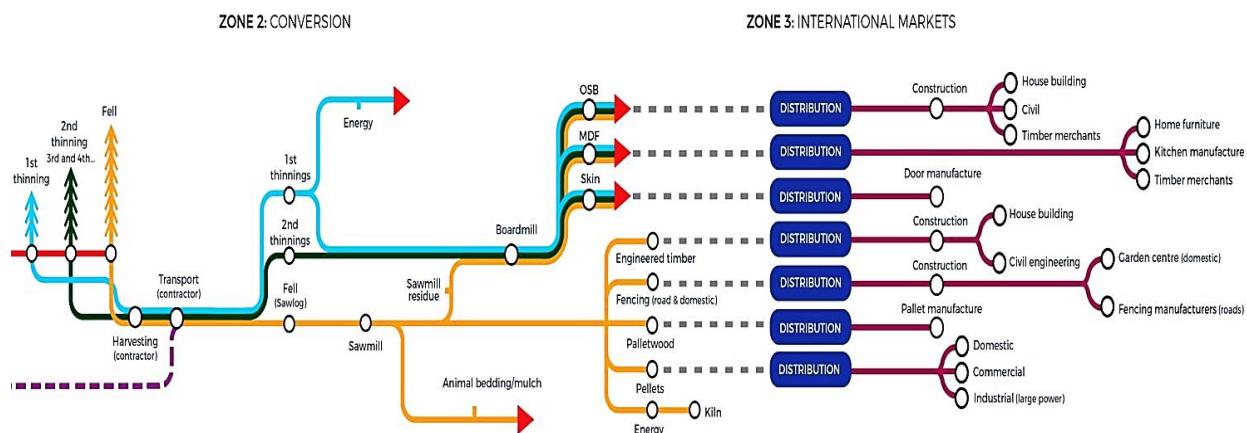 ZONE 2: CONVERSION
ZONE 3: INTERNATIONAL MARKETS
Fell
2nd
thinning
3rd and 4th...
1st
thinning
Energy
1st
thinnings
2nd
thinnings
Transport
(contractor)
Harvesting
(contractor)
Fell
(Sawlog)
Sawmill
Sawmill
residue
Animal bedding/mulch
Boardmill
OSB
MDF
Skin
Engineered timber
Fencing (road & domestic)
Palletwood
Pellets
Energy
Kiln
DISTRIBUTION
Construction
House building
Civil
Timber merchants
DISTRIBUTION
Home furniture
Kitchen manufacture
Timber merchants
DISTRIBUTION
Door manufacture
DISTRIBUTION
Construction
House building
Civil engineering
DISTRIBUTION
Construction
Garden centre (domestic)
Fencing manufacturers (roads)
DISTRIBUTION
Pallet manufacture
DISTRIBUTION
Domestic
Commercial
Industrial (large power)